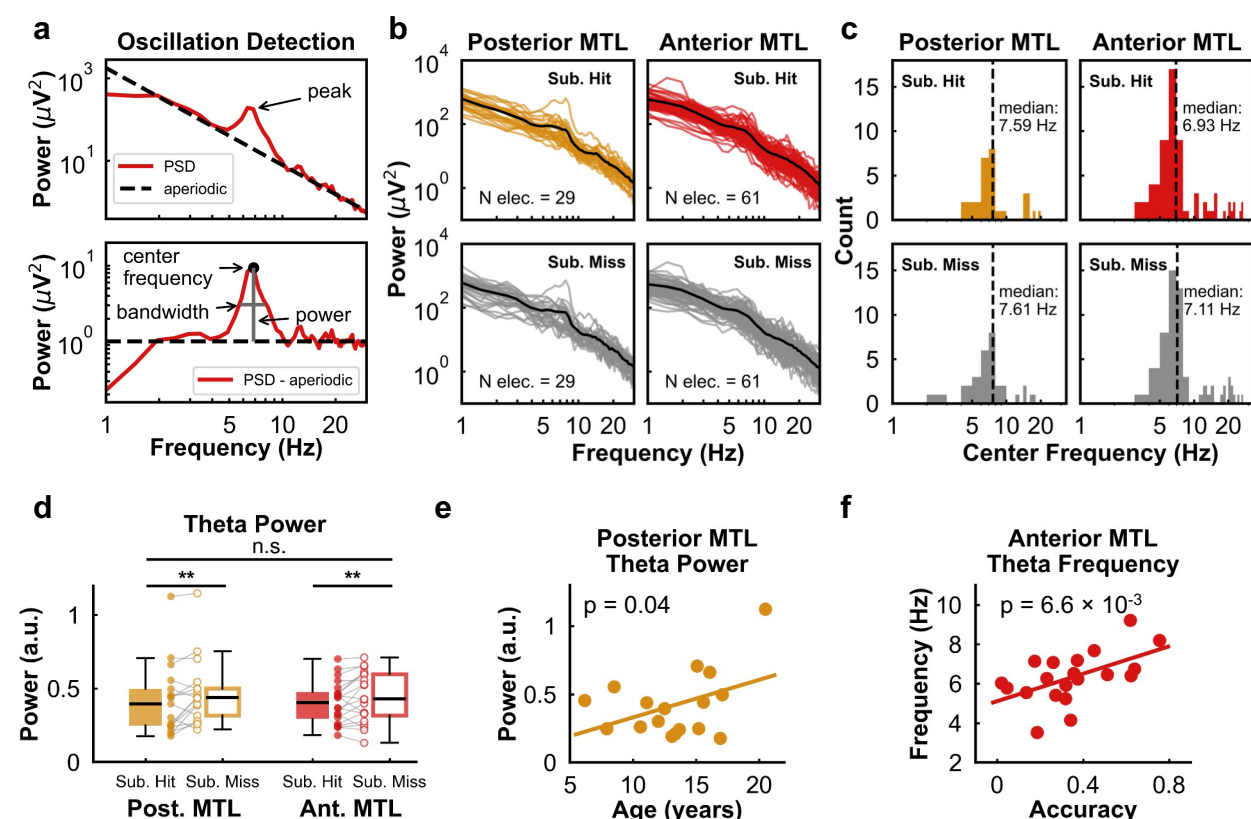 a
Oscillation Detection
Power (μV²)
10³
10¹
peak
PSD
aperiodic
Power (μV²)
10¹
10⁰
center
frequency
bandwidth
power
PSD - aperiodic
1
5
10
20
Frequency (Hz)
b
Posterior MTL
Anterior MTL
Power (μV²)
10⁴
10²
10⁰
Sub. Hit
N elec. = 29
Sub. Hit
N elec. = 61
10⁴
10²
10⁰
Sub. Miss
N elec. = 29
Sub. Miss
N elec. = 61
1
5
10
20
1
5
10
20
Frequency (Hz)
c
Posterior MTL
Anterior MTL
Count
15
10
5
0
Sub. Hit
median:
7.59 Hz
Sub. Hit
median:
6.93 Hz
15
10
5
0
Sub. Miss
median:
7.61 Hz
Sub. Miss
median:
7.11 Hz
1
5
10
20
1
5
10
20
Center Frequency (Hz)
d
Theta Power
n.s.
**
**
Power (a.u.)
1
0.5
0
Sub. Hit
Sub. Miss
Sub. Hit
Sub. Miss
Post. MTL
Ant. MTL
e
Posterior MTL
Theta Power
p = 0.04
Power (a.u.)
1
0.5
0
5
10
15
20
Age (years)
f
Anterior MTL
Theta Frequency
p = 6.6 × 10⁻³
Frequency (Hz)
10
8
6
4
2
0
0.4
0.8
Accuracy